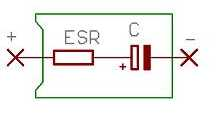 + ESR C −
+